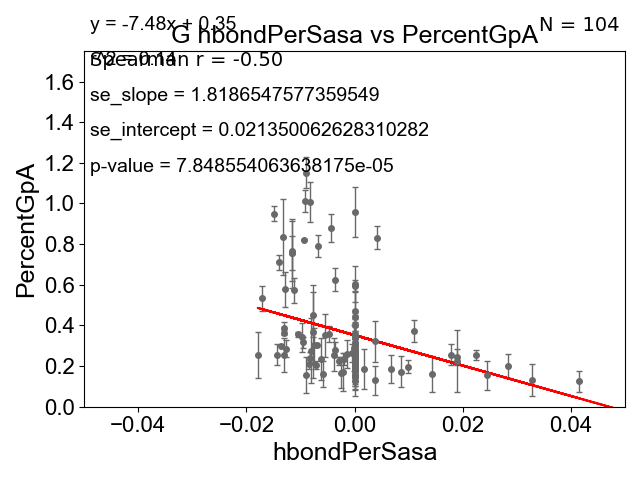 y = -7.48x + 0.35
N = 104
G hbondPerSasa vs PercentGpA
Spearman r = -0.50
se_slope = 1.8186547577359549
se_intercept = 0.021350062628310282
p-value = 7.848554063638175e-05
PercentGpA
1.6
1.4
1.2
1.0
0.8
0.6
0.4
0.2
0.0
−0.04
−0.02
0.00
0.02
0.04
hbondPerSasa